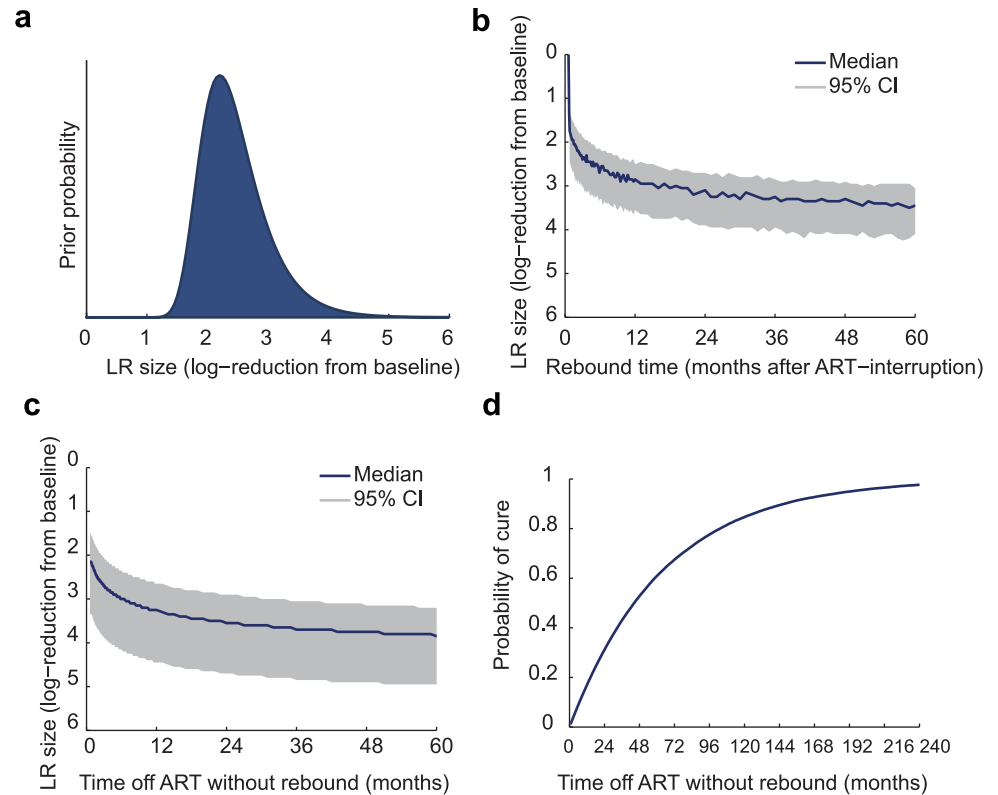 a
Prior probability
0 1 2 3 4 5 6
LR size (log−reduction from baseline)
b
LR size (log−reduction from baseline)
0
1
2
3
4
5
6
Median
95% CI
0 12 24 36 48 60
Rebound time (months after ART−interruption)
c
LR size (log−reduction from baseline)
0
1
2
3
4
5
6
Median
95% CI
0 12 24 36 48 60
Time off ART without rebound (months)
d
Probability of cure
1
0.8
0.6
0.4
0.2
0
0 24 48 72 96 120 144 168 192 216 240
Time off ART without rebound (months)